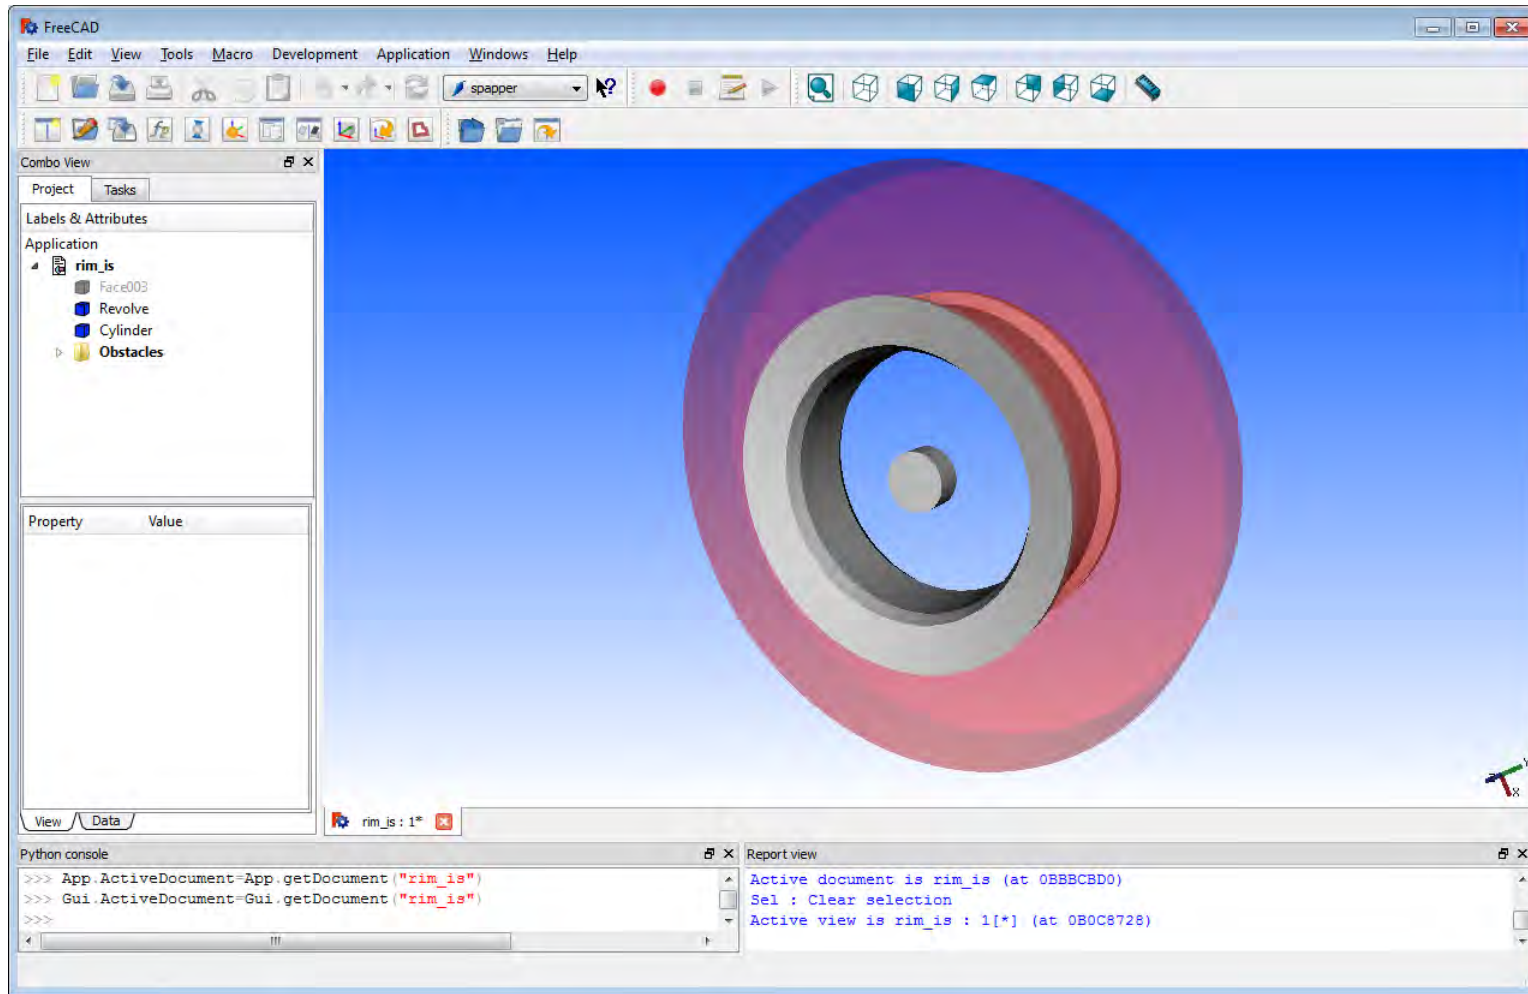 FreeCAD
File Edit View Tools Macro Development Application Windows Help
spapper
Combo View
Project Tasks
Labels & Attributes
Application
rim_is
Face003
Revolve
Cylinder
Obstacles
Property Value
View Data
rim_is : 1*
Y
Z
X
Python console
>>> App.ActiveDocument=App.getDocument("rim_is")
>>> Gui.ActiveDocument=Gui.getDocument("rim_is")
>>>
Report view
Active document is rim_is (at 0BBBCBD0)
Sel : Clear selection
Active view is rim_is : 1[*] (at 0B0C8728)